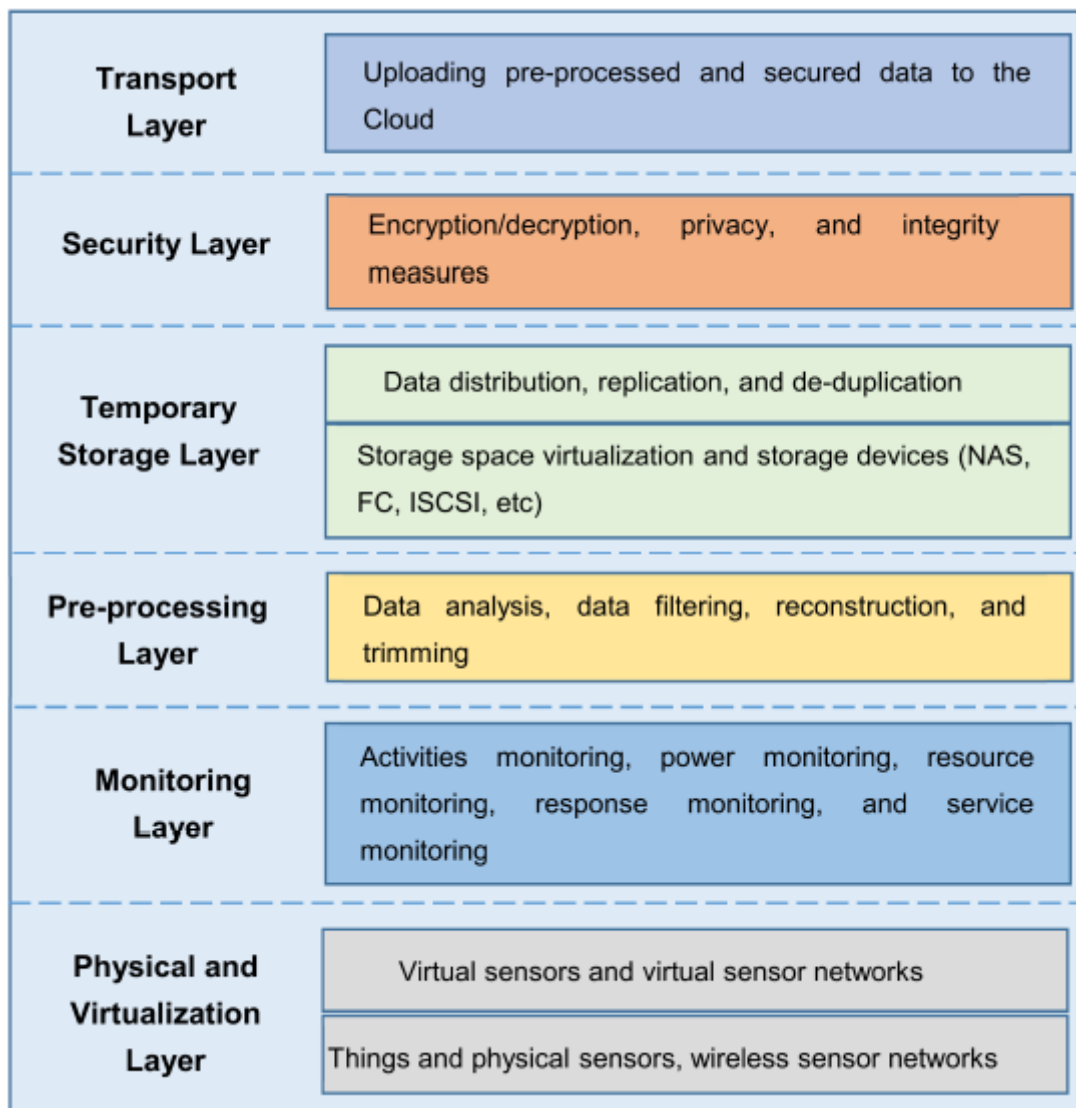 Transport
Layer
Uploading pre-processed and secured data to the
Cloud
Security Layer
Encryption/decryption, privacy, and integrity
measures
Temporary
Storage Layer
Data distribution, replication, and de-duplication
Storage space virtualization and storage devices (NAS,
FC, ISCSI, etc)
Pre-processing
Layer
Data analysis, data filtering, reconstruction, and
trimming
Monitoring
Layer
Activities monitoring, power monitoring, resource
monitoring, response monitoring, and service
monitoring
Physical and
Virtualization
Layer
Virtual sensors and virtual sensor networks
Things and physical sensors, wireless sensor networks